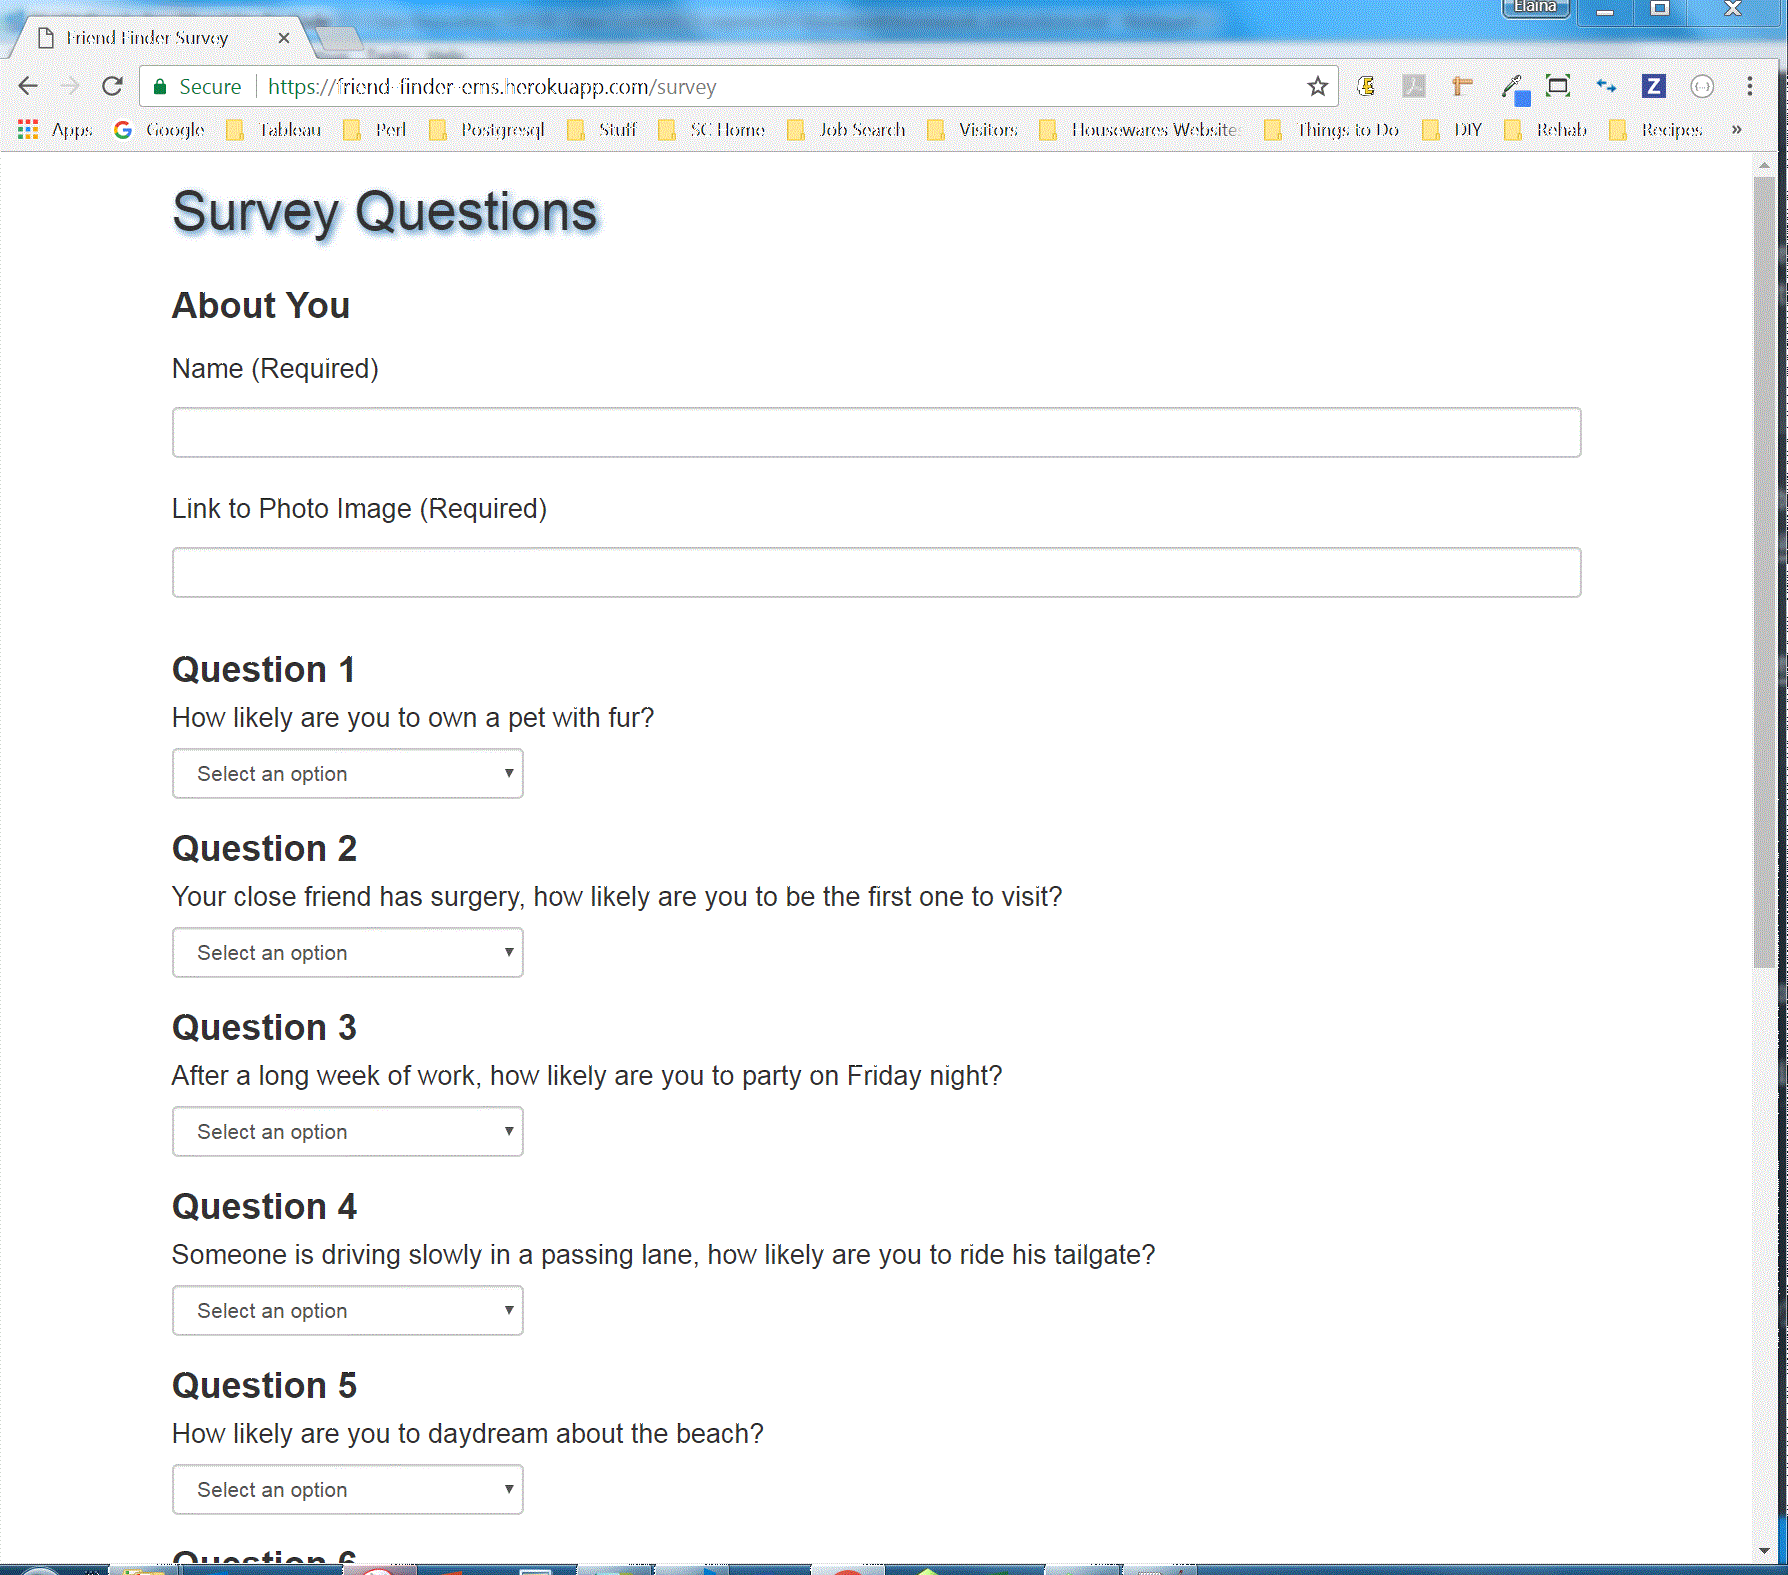 Elaina
Friend Finder Survey
Secure https://friend-finder-ems.herokuapp.com/survey
Apps Google Tableau Perl Postgresql Stuff SC Home Job Search Visitors Housewares Website Things to Do DIY Rehab Recipes »
Survey Questions
About You
Name (Required)
Link to Photo Image (Required)
Question 1
How likely are you to own a pet with fur?
Select an option
Question 2
Your close friend has surgery, how likely are you to be the first one to visit?
Select an option
Question 3
After a long week of work, how likely are you to party on Friday night?
Select an option
Question 4
Someone is driving slowly in a passing lane, how likely are you to ride his tailgate?
Select an option
Question 5
How likely are you to daydream about the beach?
Select an option
Question 6